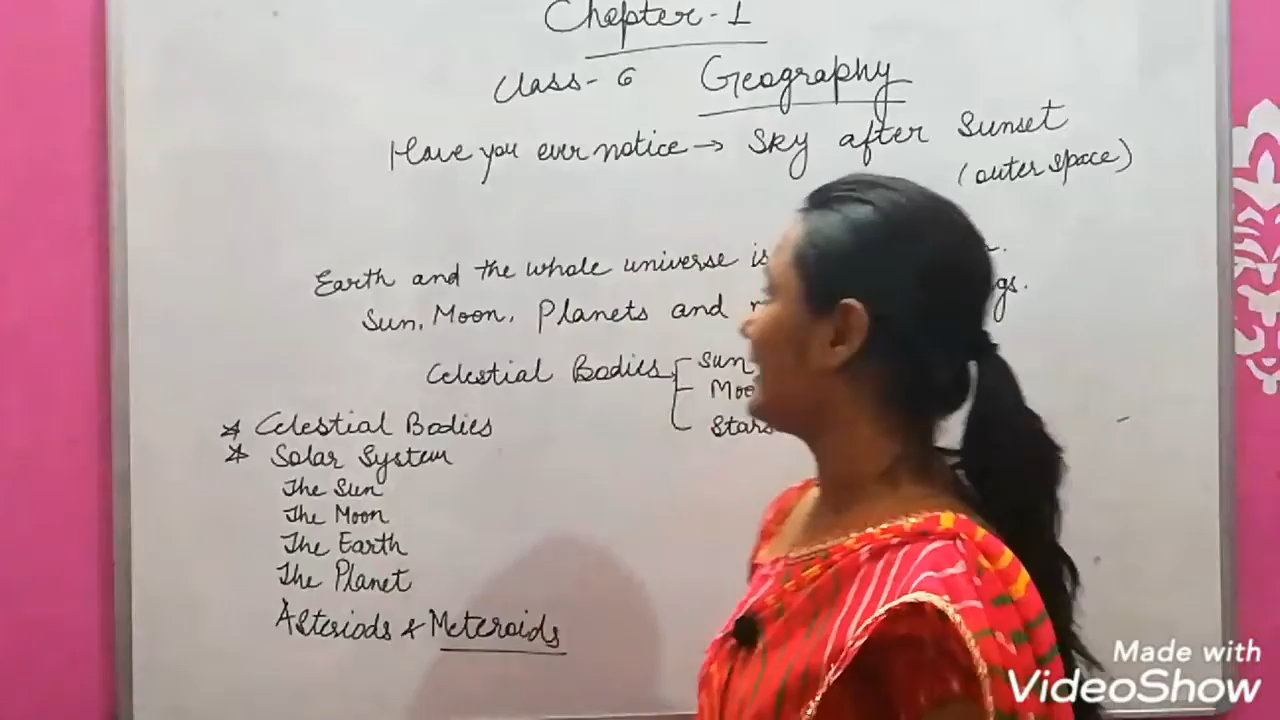 Chepter - 1
Class - 6 Geography
Have you ever notice → Sky after Sunset
(outer space)
Earth and the whole universe is
Sun, Moon, Planets and
Celestial Bodies
Sun
Moo
Stars
Celestial Bodies
Solar System
The Sun
The Moon
The Earth
The Planet
Asteriods & Meteroids
Made with
VideoShow